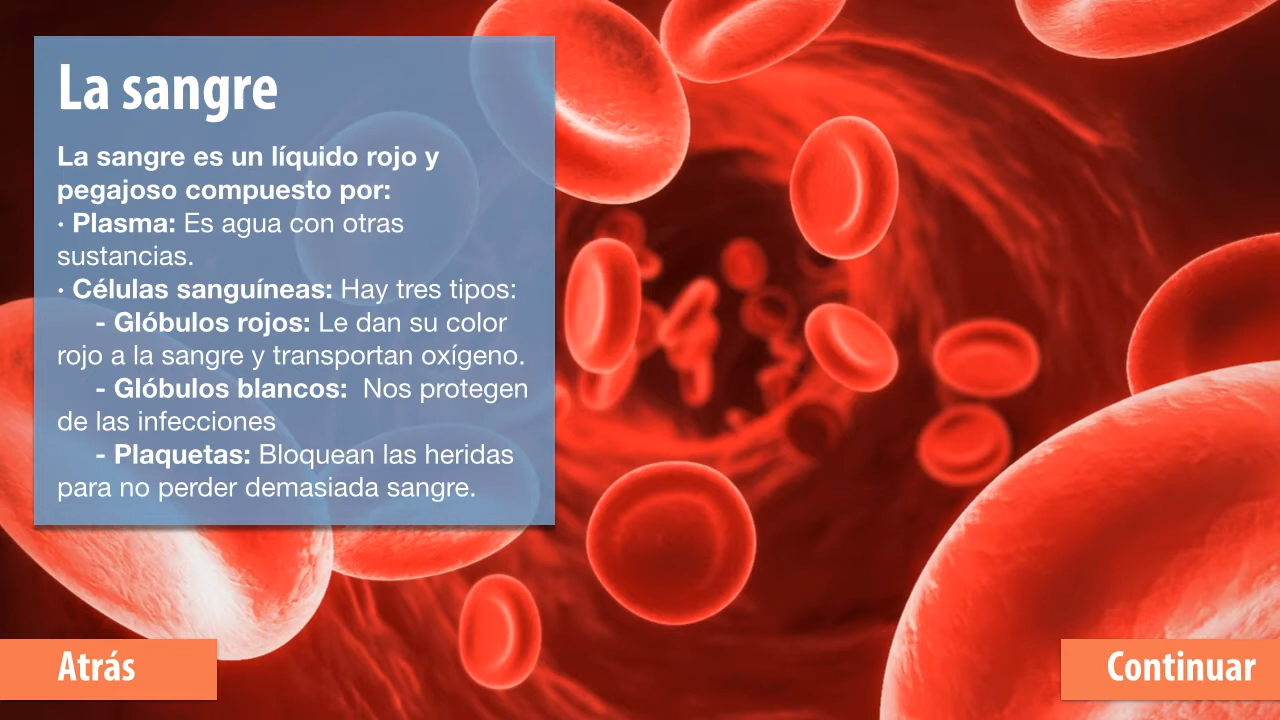 La sangre
La sangre es un líquido rojo y
pegajoso compuesto por:
· Plasma: Es agua con otras
sustancias.
· Células sanguíneas: Hay tres tipos:
- Glóbulos rojos: Le dan su color
rojo a la sangre y transportan oxígeno.
- Glóbulos blancos:  Nos protegen
de las infecciones
- Plaquetas: Bloquean las heridas
para no perder demasiada sangre.
Atrás
Continuar